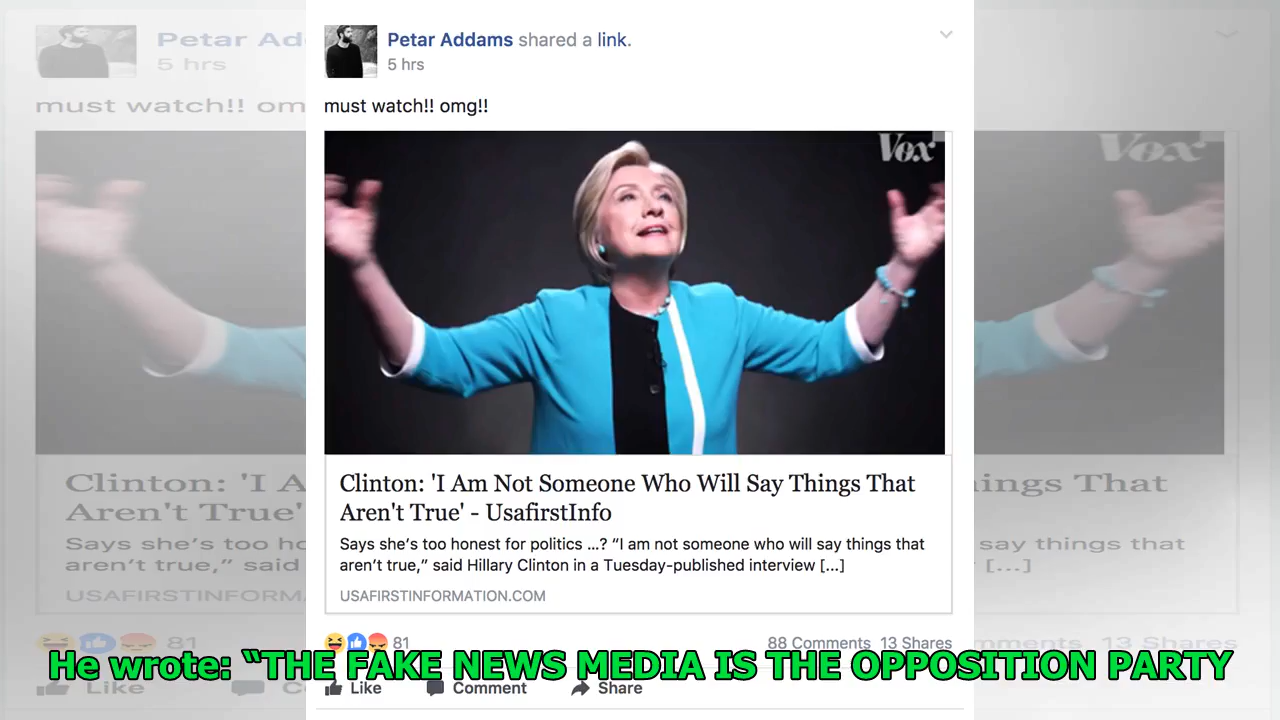 Petar Addams shared a link.
5 hrs
must watch!! omg!!
Vox
Clinton: 'I Am Not Someone Who Will Say Things That
Aren't True' - UsafirstInfo
Says she's too honest for politics ...? “I am not someone who will say things that
aren't true,” said Hillary Clinton in a Tuesday-published interview [...]
USAFIRSTINFORMATION.COM
81
88 Comments 13 Shares
He wrote: “THE FAKE NEWS MEDIA IS THE OPPOSITION PARTY
Like Comment Share